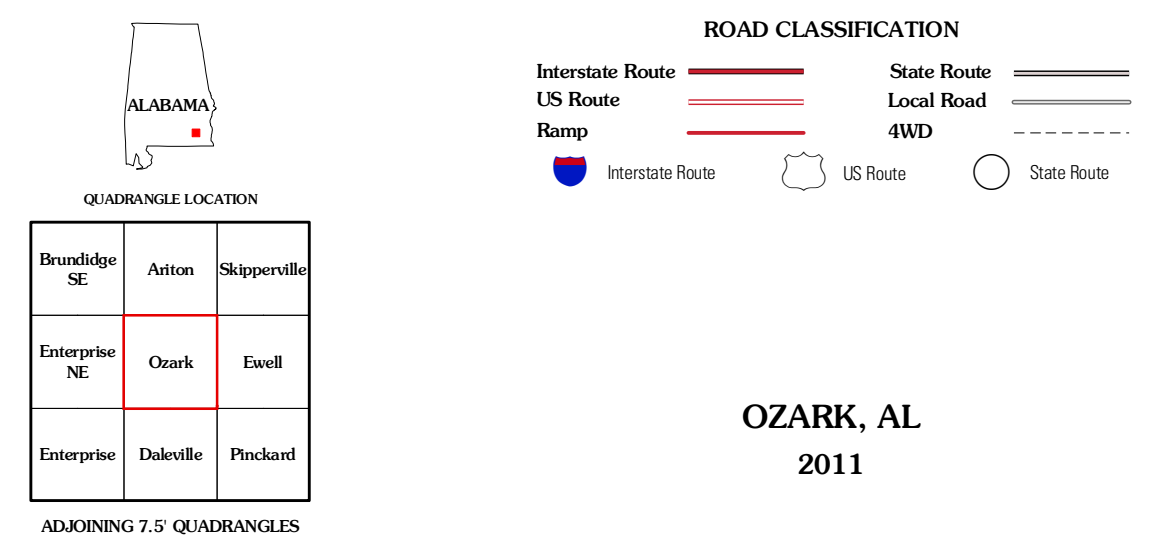 ALABAMA
QUADRANGLE LOCATION
Brundidge
SE
Ariton
Skipperville
Enterprise
NE
Ozark
Ewell
Enterprise
Daleville
Pinckard
ADJOINING 7.5' QUADRANGLES
ROAD CLASSIFICATION
Interstate Route
State Route
US Route
Local Road
Ramp
4WD
Interstate Route
US Route
State Route
OZARK, AL
2011